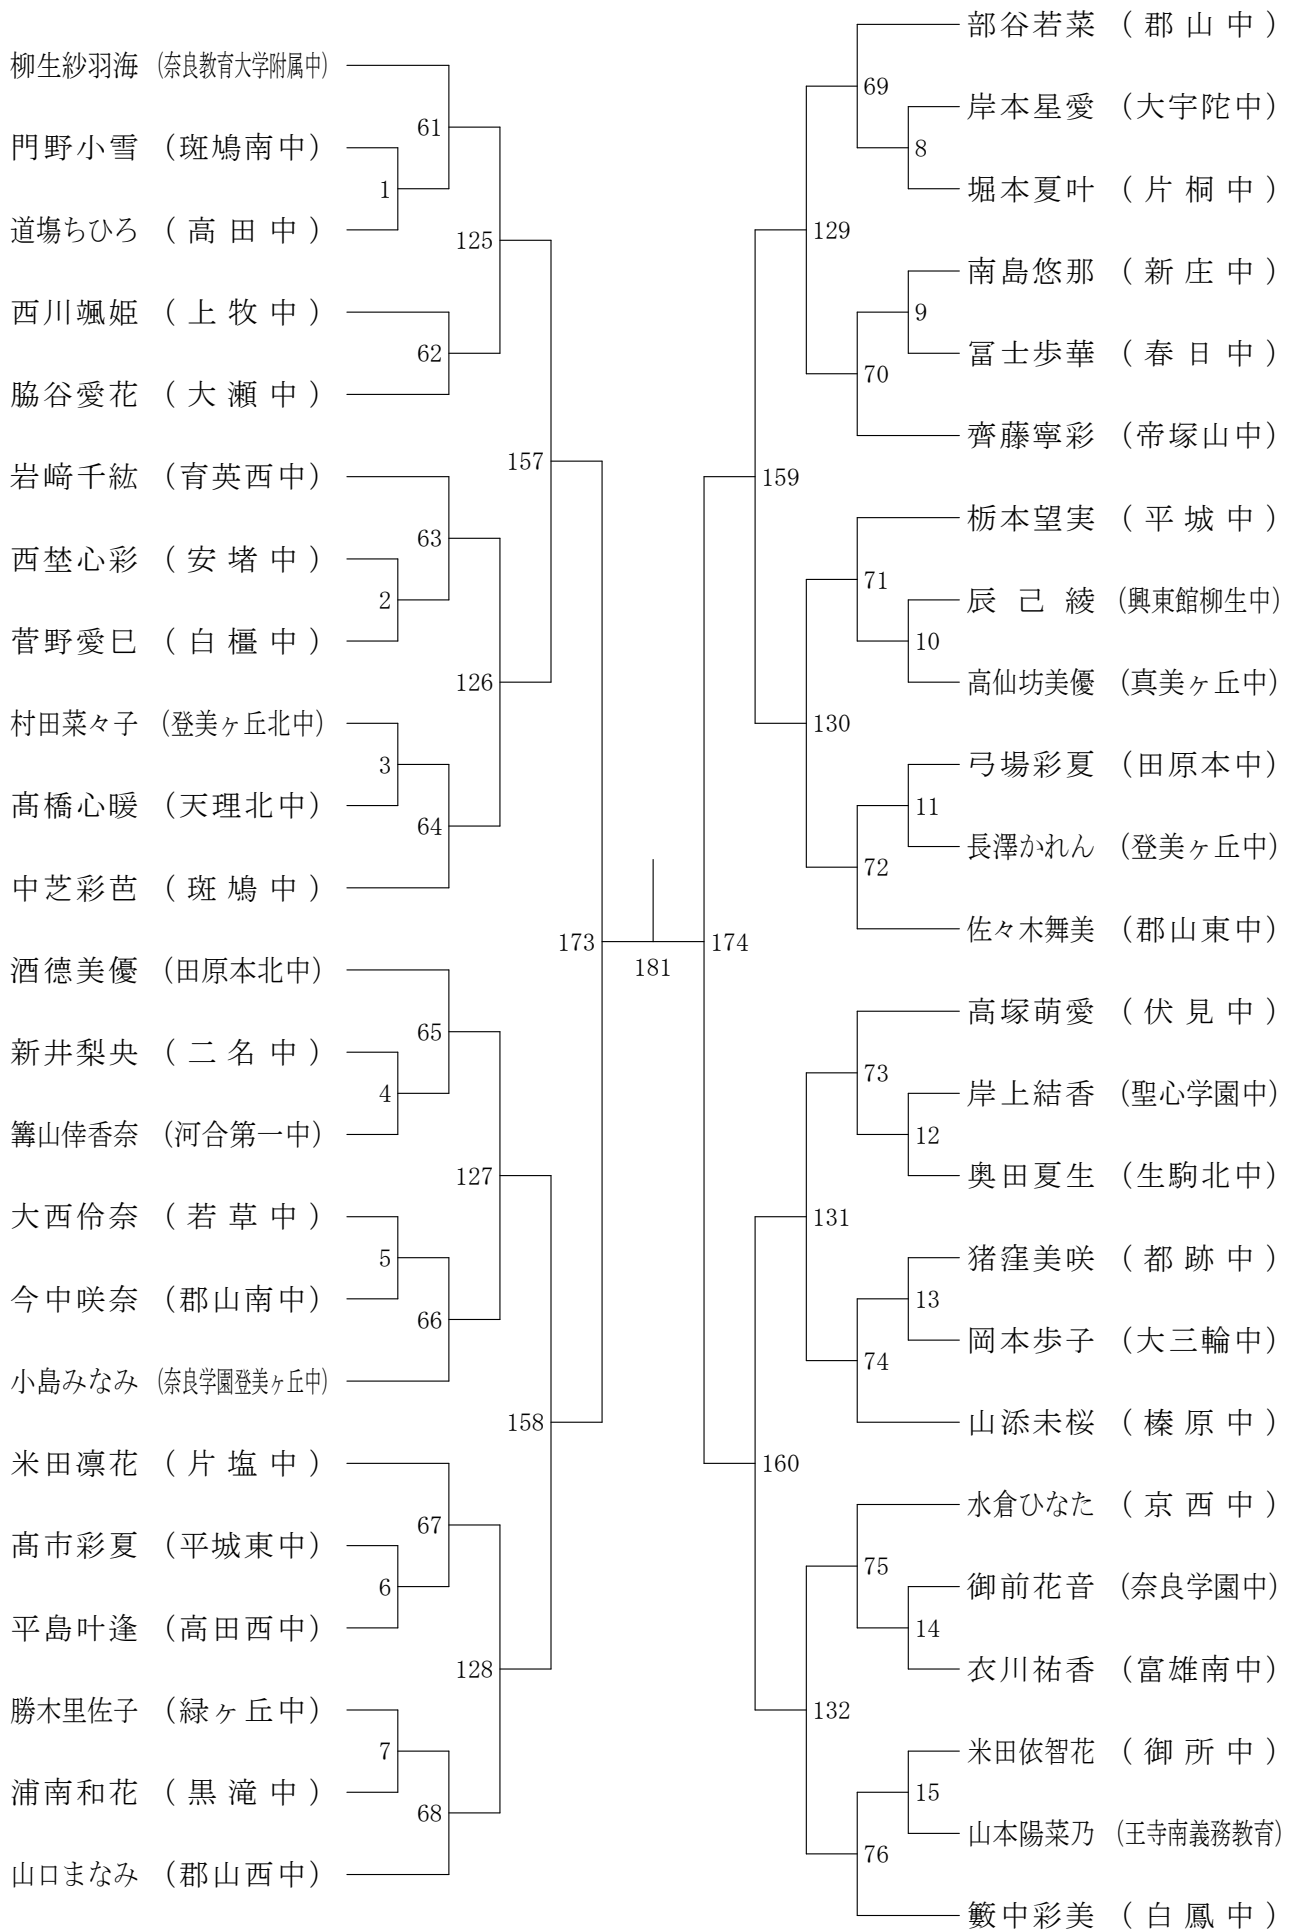 柳生紗羽海 (奈良教育大学附属中)
門野小雪 (斑鳩南中)
道塲ちひろ (高田中)
西川颯姫 (上牧中)
脇谷愛花 (大瀬中)
岩﨑千紘 (育英西中)
西埜心彩 (安堵中)
菅野愛巳 (白橿中)
村田菜々子 (登美ヶ丘北中)
髙橋心暖 (天理北中)
中芝彩芭 (斑鳩中)
酒德美優 (田原本北中)
新井梨央 (二名中)
籌山倖香奈 (河合第一中)
大西伶奈 (若草中)
今中咲奈 (郡山南中)
小島みなみ (奈良学園登美ヶ丘中)
米田凛花 (片塩中)
髙市彩夏 (平城東中)
平島叶逢 (高田西中)
勝木里佐子 (緑ヶ丘中)
浦南和花 (黒滝中)
山口まなみ (郡山西中)
1
2
3
4
5
6
7
61
62
63
64
65
66
67
68
125
126
127
128
157
158
173
181
174
159
160
129
130
131
132
69
70
71
72
73
74
75
76
8
9
10
11
12
13
14
15
部谷若菜 (郡山中)
岸本星愛 (大宇陀中)
堀本夏叶 (片桐中)
南島悠那 (新庄中)
冨士歩華 (春日中)
齊藤寧彩 (帝塚山中)
栃本望実 (平城中)
辰己綾 (興東館柳生中)
高仙坊美優 (真美ヶ丘中)
弓場彩夏 (田原本中)
長澤かれん (登美ヶ丘中)
佐々木舞美 (郡山東中)
高塚萌愛 (伏見中)
岸上結香 (聖心学園中)
奥田夏生 (生駒北中)
猪窪美咲 (都跡中)
岡本歩子 (大三輪中)
山添未桜 (榛原中)
水倉ひなた (京西中)
御前花音 (奈良学園中)
衣川祐香 (富雄南中)
米田依智花 (御所中)
山本陽菜乃 (王寺南義務教育)
籔中彩美 (白鳳中)